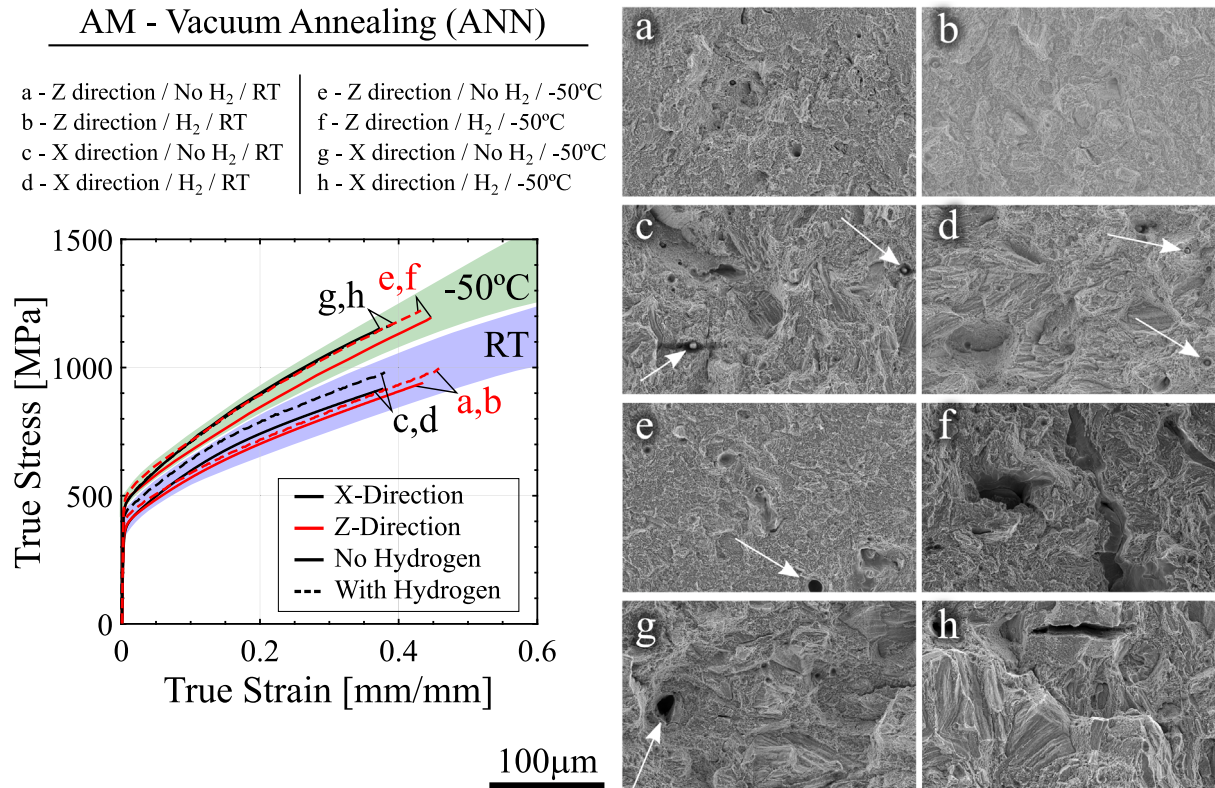 AM - Vacuum Annealing (ANN)
a - Z direction / No H₂ / RT
b - Z direction / H₂ / RT
c - X direction / No H₂ / RT
d - X direction / H₂ / RT
e - Z direction / No H₂ / -50ºC
f - Z direction / H₂ / -50ºC
g - X direction / No H₂ / -50ºC
h - X direction / H₂ / -50ºC
True Stress [MPa]
1500
1000
500
0
e,f
-50ºC
g,h
RT
a,b
c,d
X-Direction
Z-Direction
No Hydrogen
With Hydrogen
0 0.2 0.4 0.6
True Strain [mm/mm]
100μm
a
b
c
d
e
f
g
h